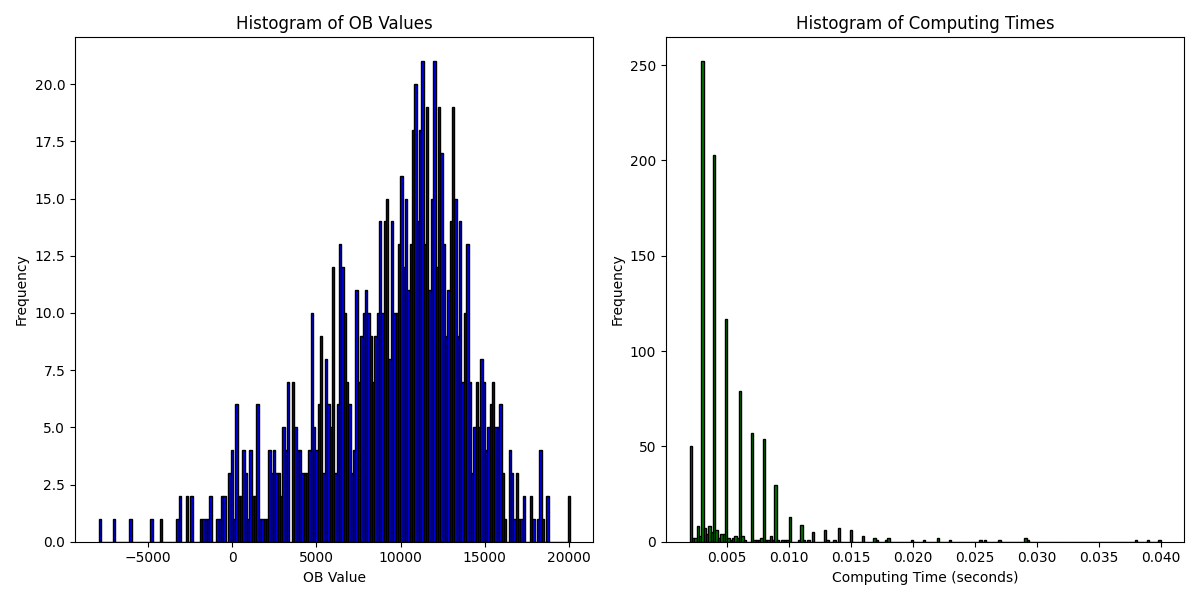 Histogram of OB Values
Frequency
20.0
17.5
15.0
12.5
10.0
7.5
5.0
2.5
0.0
−5000 0 5000 10000 15000 20000
OB Value
Histogram of Computing Times
Frequency
250
200
150
100
50
0
0.005 0.010 0.015 0.020 0.025 0.030 0.035 0.040
Computing Time (seconds)